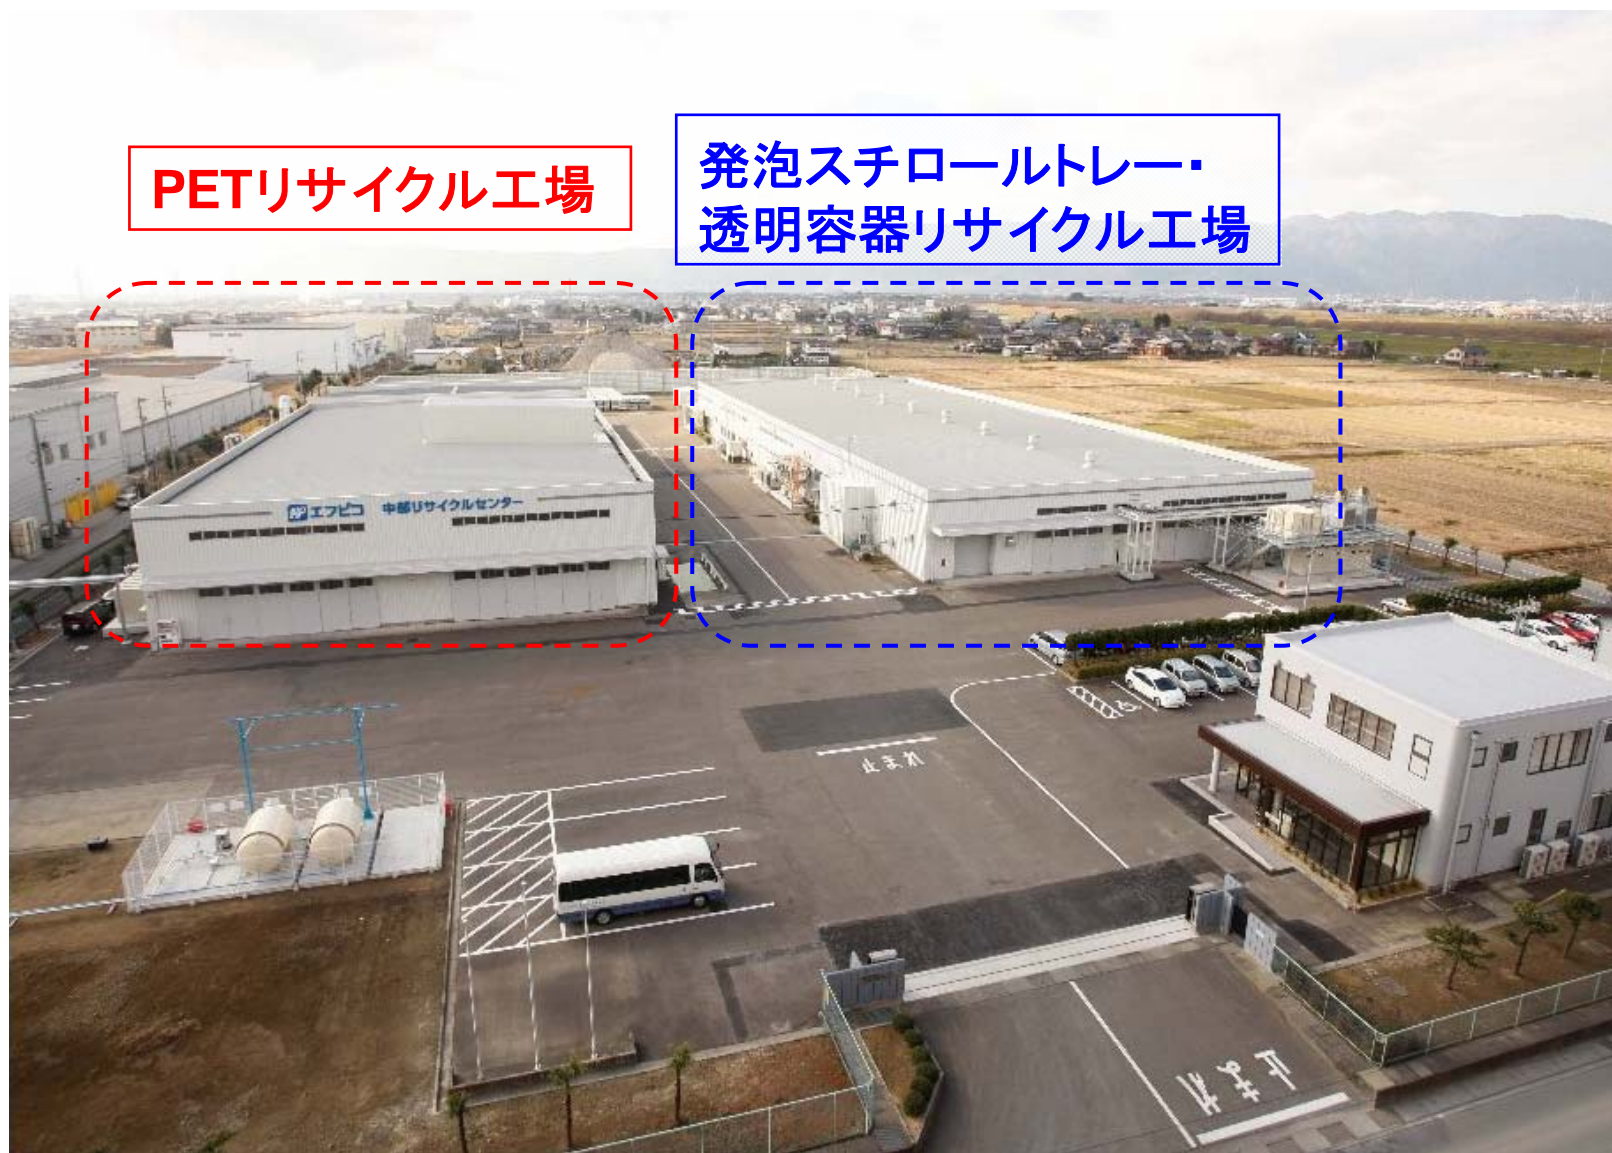 PETリサイクル工場
発泡スチロールトレー・
透明容器リサイクル工場
FP エフピコ 中部リサイクルセンター
止まれ
止まれ